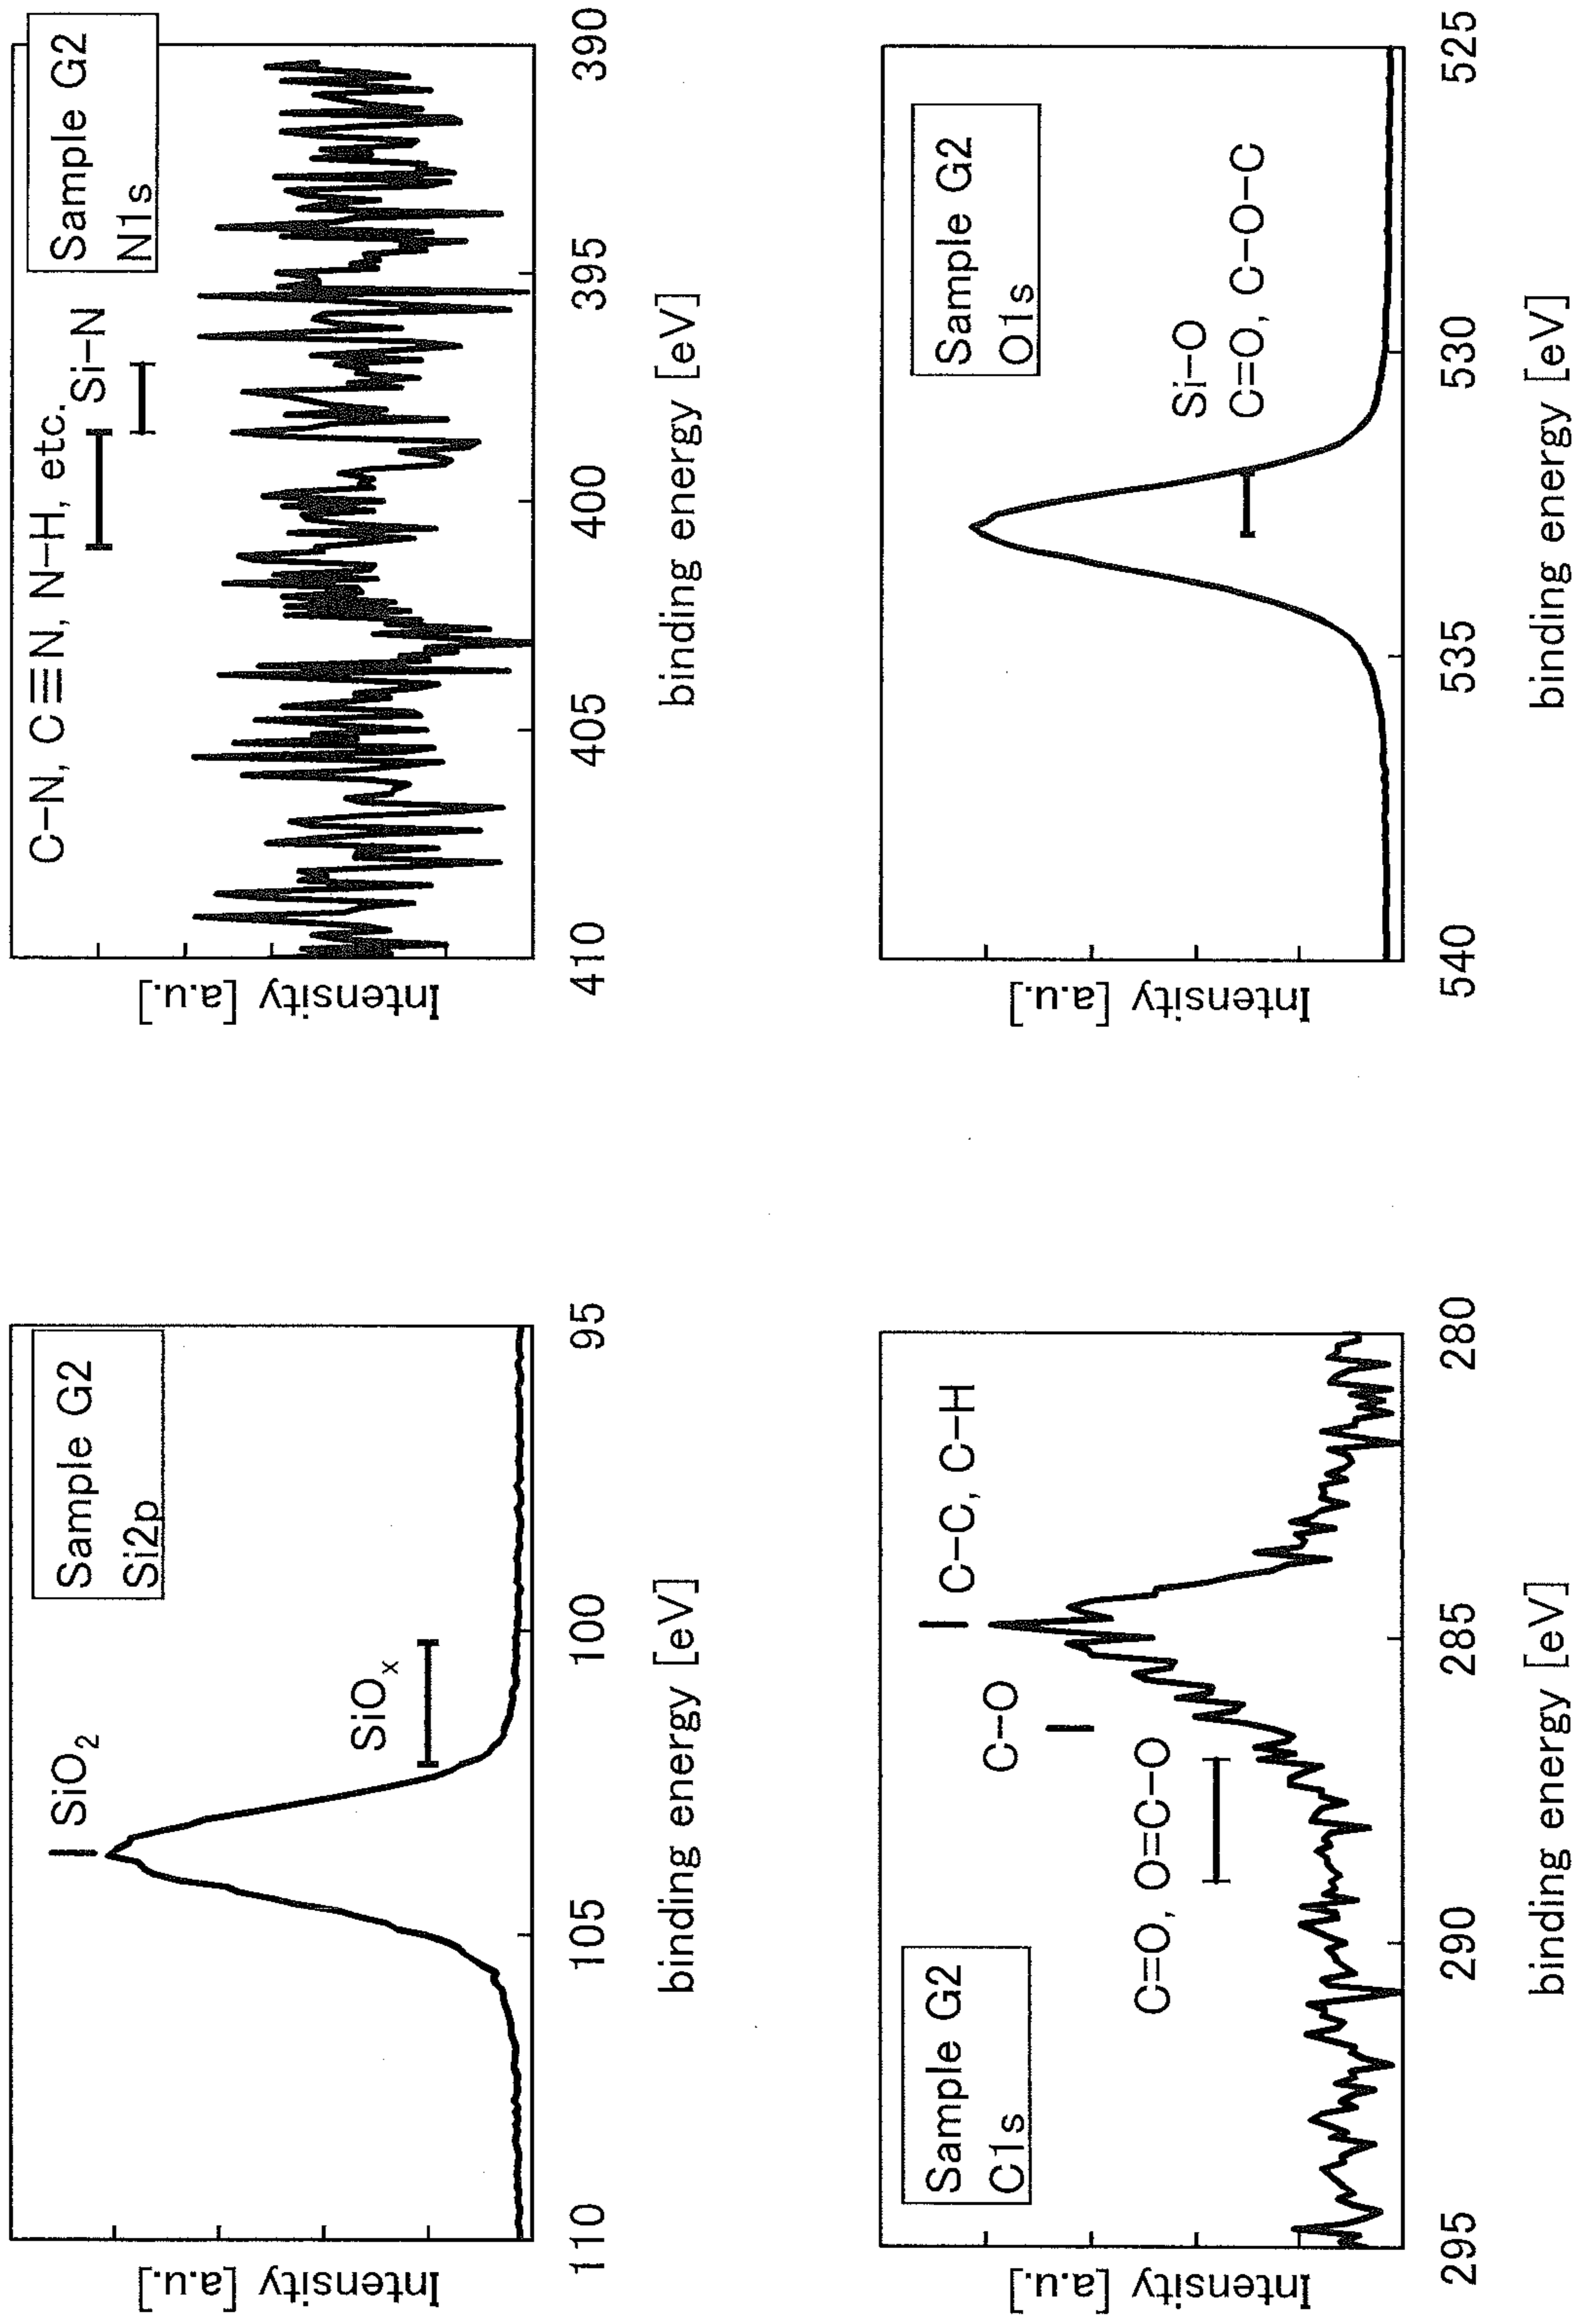 Sample G2
Si2p
SiO2
SiOx
Intensity [a.u.]
110
105
100
95
binding energy [eV]
C-N, C≡N, N-H, etc.
Si-N
Sample G2
N1s
Intensity [a.u.]
410
405
400
395
390
binding energy [eV]
Sample G2
C1s
C=O, O=C-O
C-O
C-C, C-H
Intensity [a.u.]
295
290
285
280
binding energy [eV]
Sample G2
O1s
Si-O
C=O, C-O-C
Intensity [a.u.]
540
535
530
525
binding energy [eV]